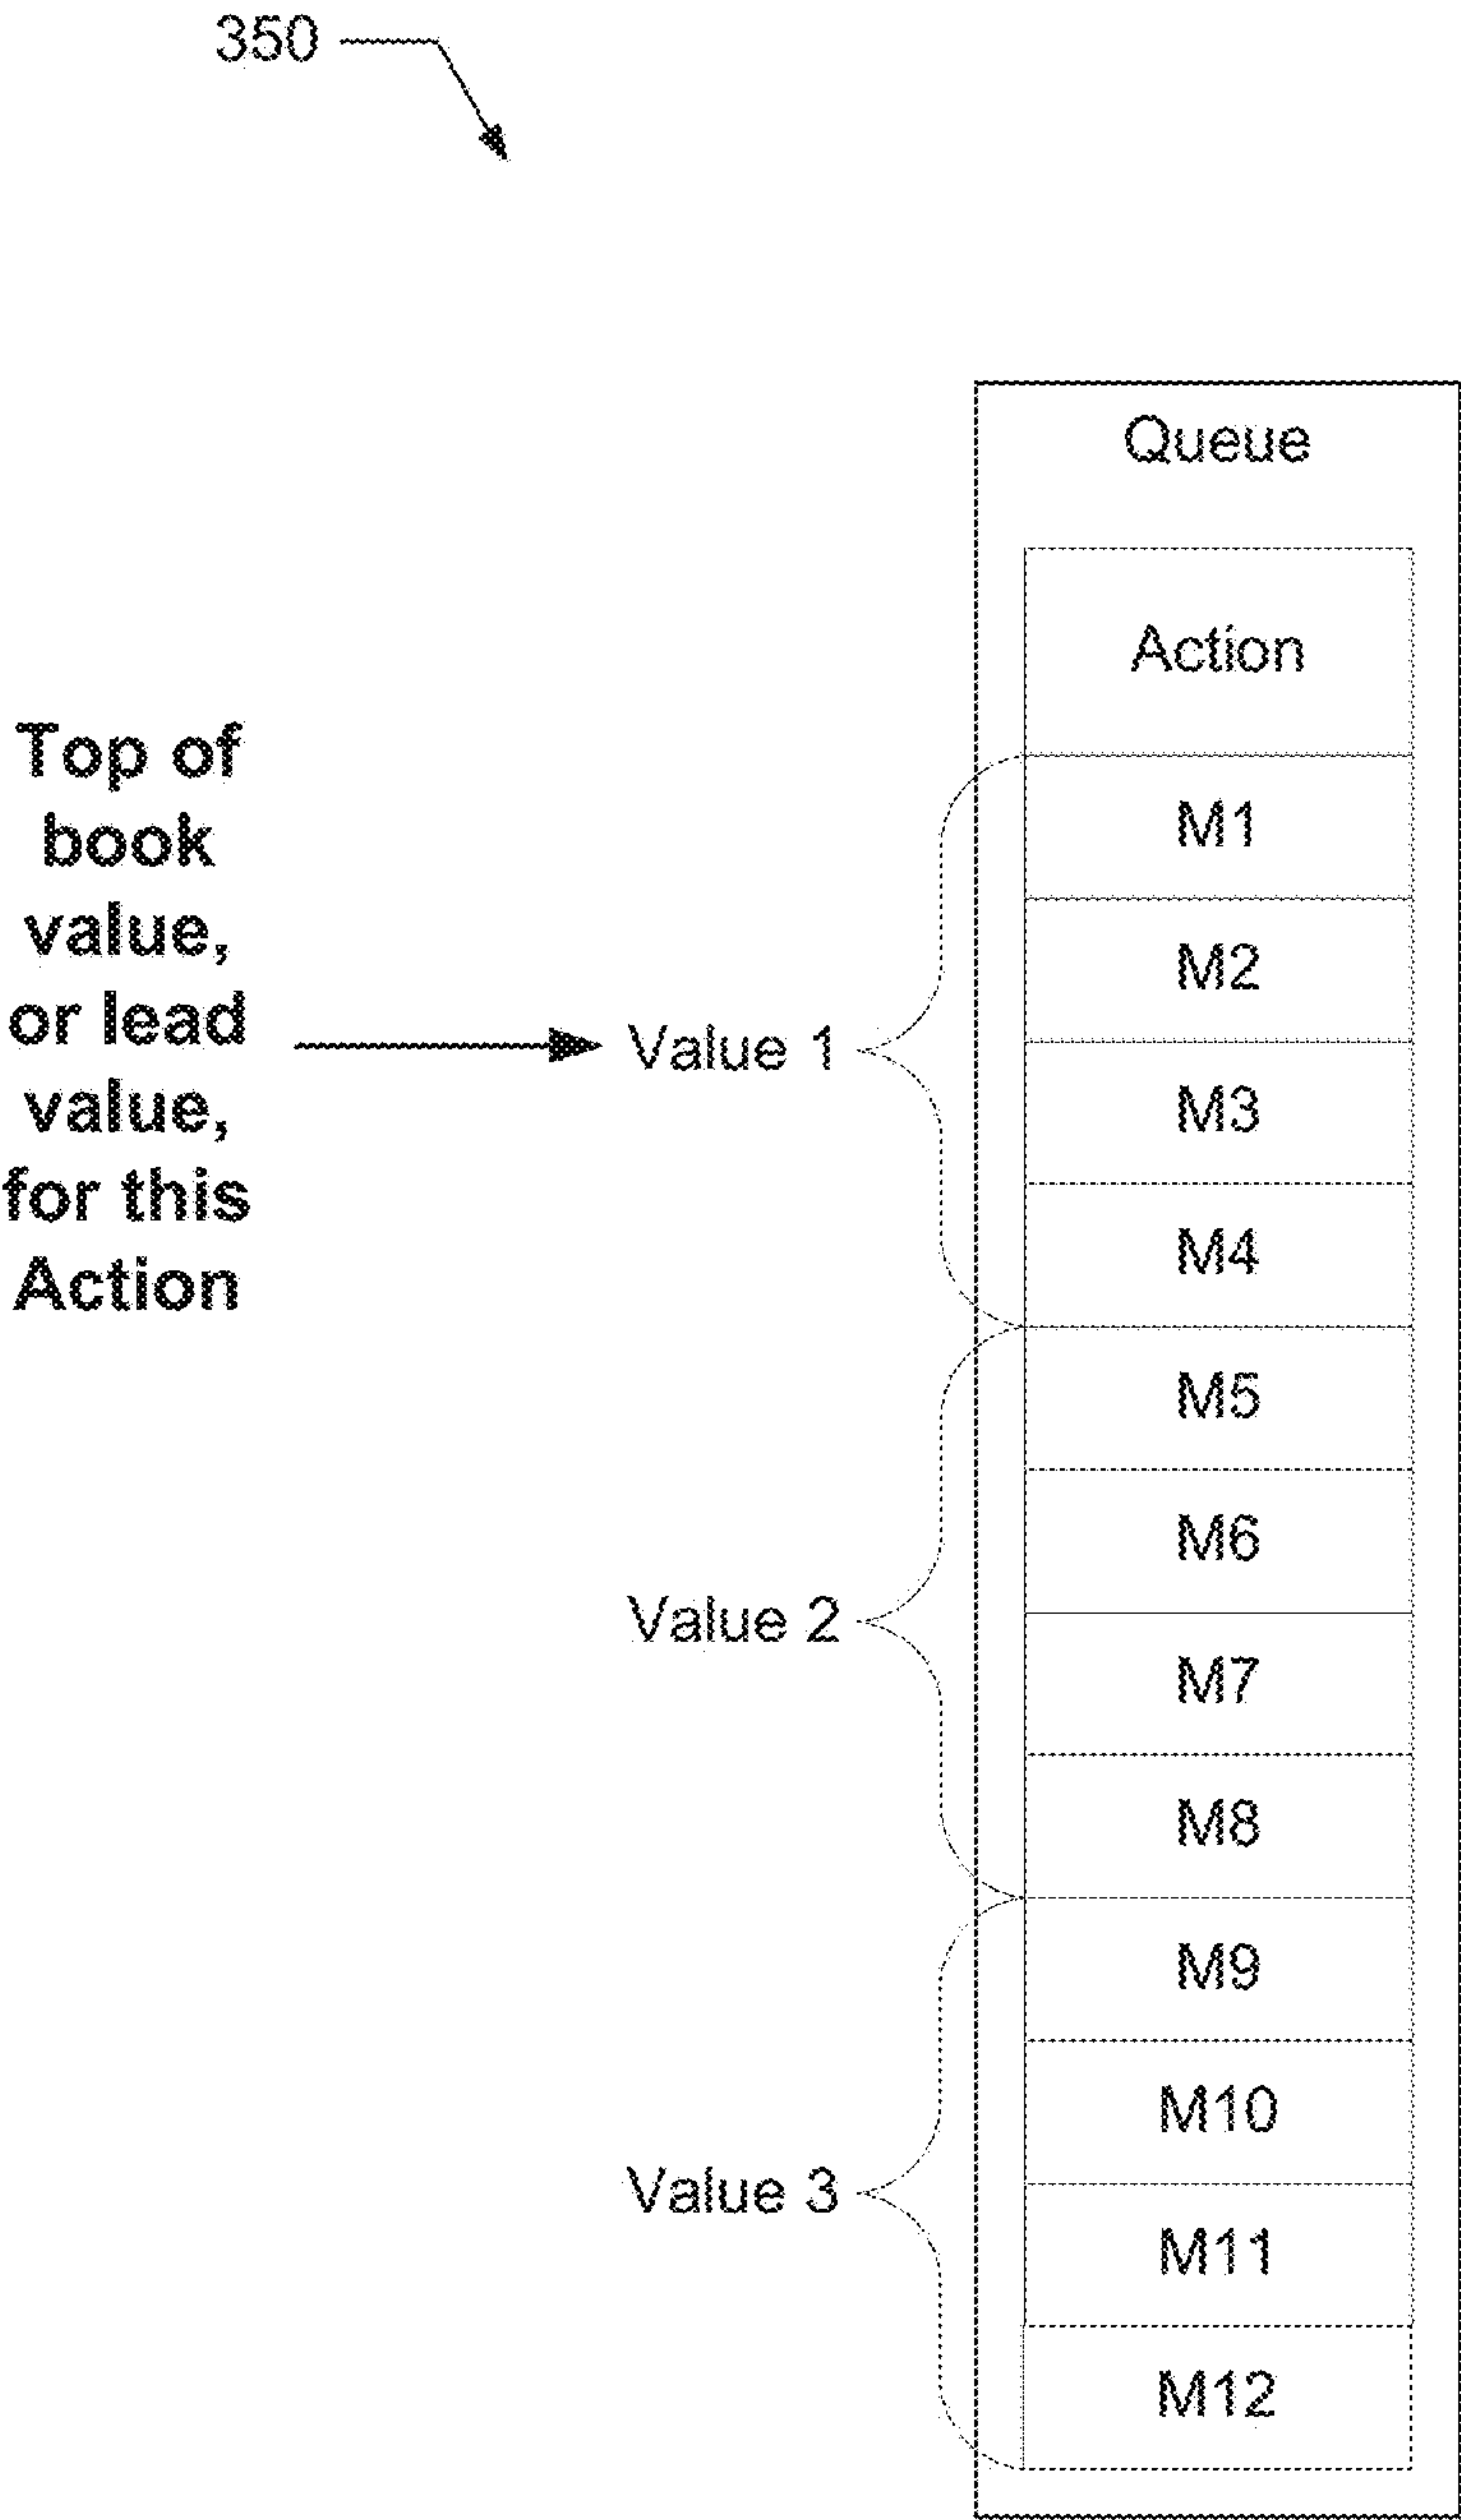 350
Queue
Action
Top of
book
value,
or lead
value,
for this
Action
Value 1
Value 2
Value 3
M1
M2
M3
M4
M5
M6
M7
M8
M9
M10
M11
M12